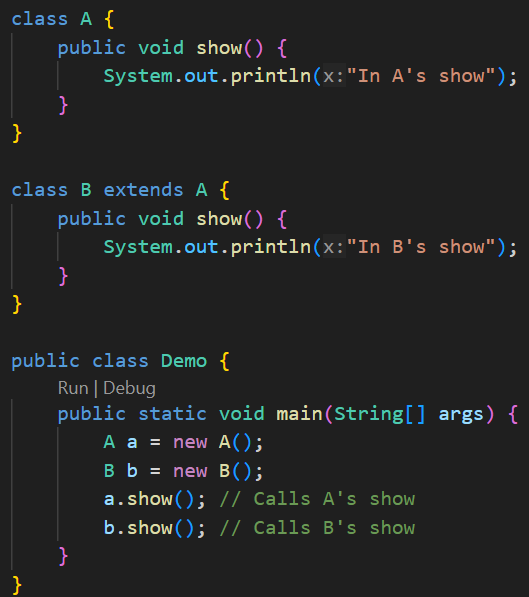 class A {
public void show() {
System.out.println(x:"In A's show");
}
}
class B extends A {
public void show() {
System.out.println(x:"In B's show");
}
}
public class Demo {
Run | Debug
public static void main(String[] args) {
A a = new A();
B b = new B();
a.show(); // Calls A's show
b.show(); // Calls B's show
}
}